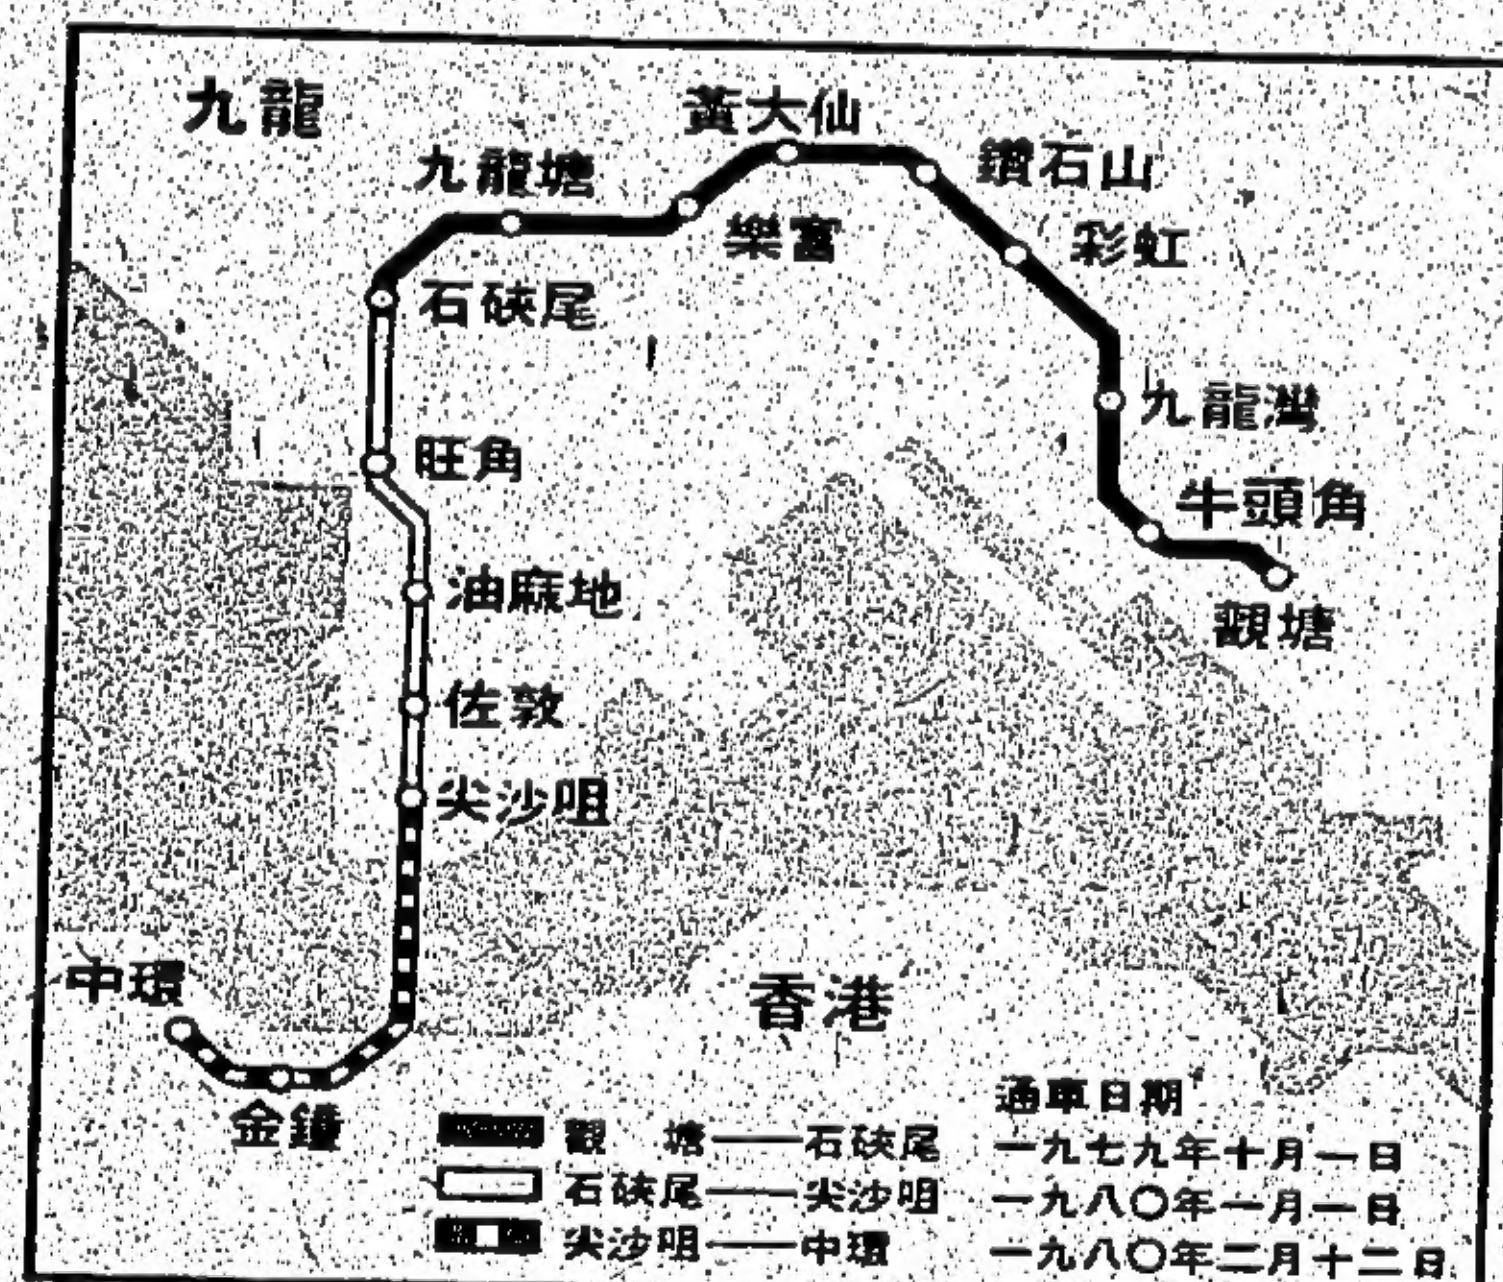 九龍
黃大仙
九龍塘
鑽石山
樂富
彩虹
石硤尾
九龍灣
旺角
牛頭角
油麻地
觀塘
佐敦
尖沙咀
中環
香港
金鐘
通車日期
觀 塘——石硤尾 一九七九年十月一日
石硤尾——尖沙咀 一九八〇年一月一日
尖沙咀——中環 一九八〇年二月十二日